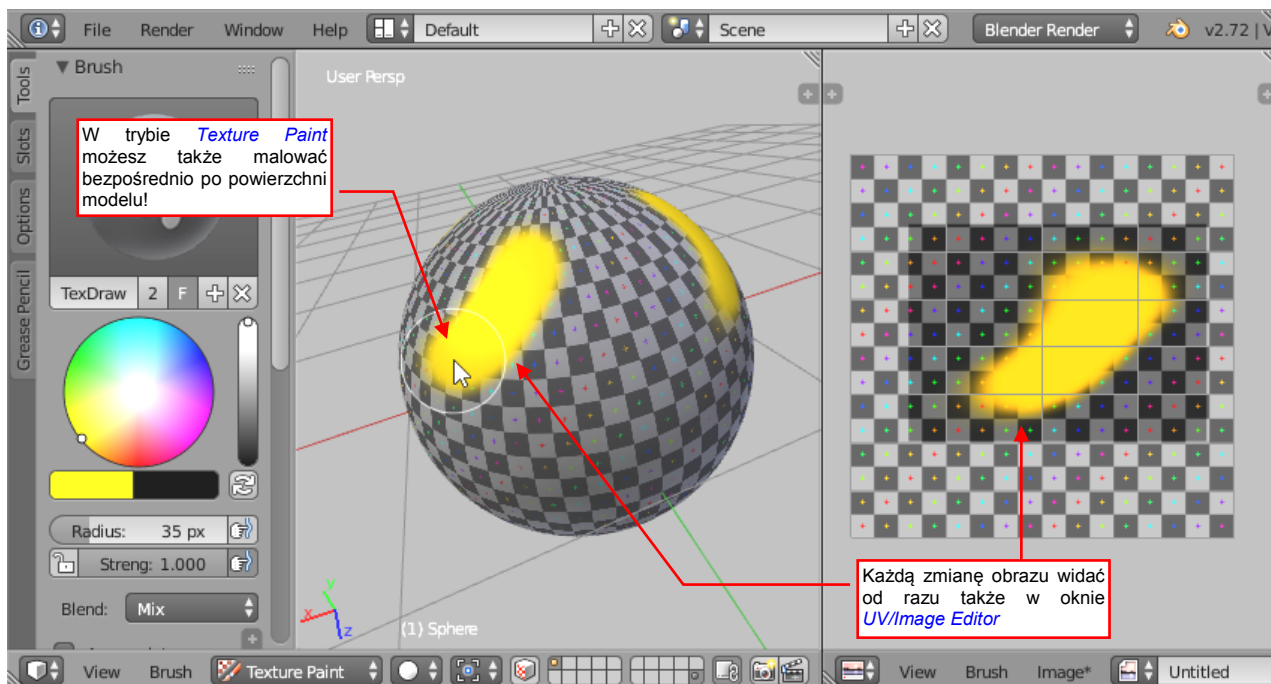 File Render Window Help Default Scene Blender Render v2.72 | V
Tools
Slots
Options
Grease Pencil
Brush
W trybie Texture Paint
możesz także malować
bezpośrednio po powierzchni
modelu!
TexDraw 2 F
Radius: 35 px
Streng: 1.000
Blend: Mix
User Persp
(1) Sphere
x y z
Każdą zmianę obrazu widać
od razu także w oknie
UV/Image Editor
View Brush Texture Paint
View Brush Image* Untitled